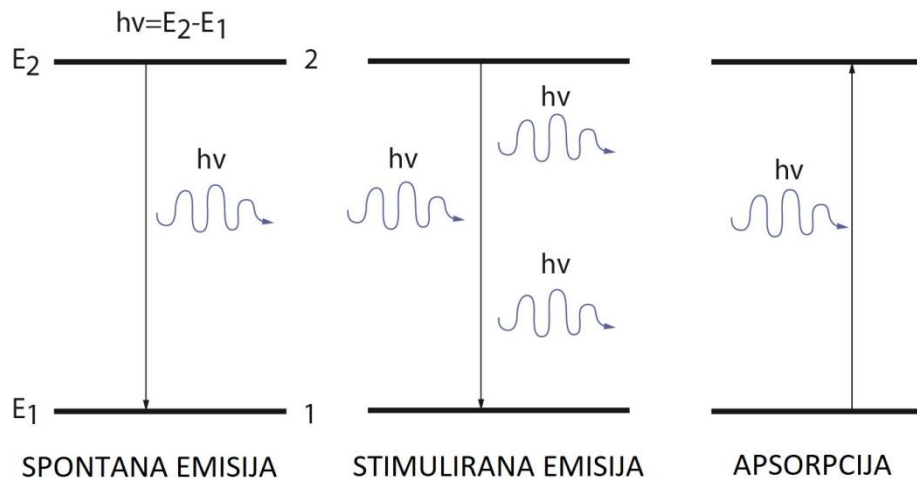 hν=E₂-E₁
E₂
2
hν
hν
hν
hν
hν
E₁
1
SPONTANA EMISIJA
STIMULIRANA EMISIJA
APSORPCIJA